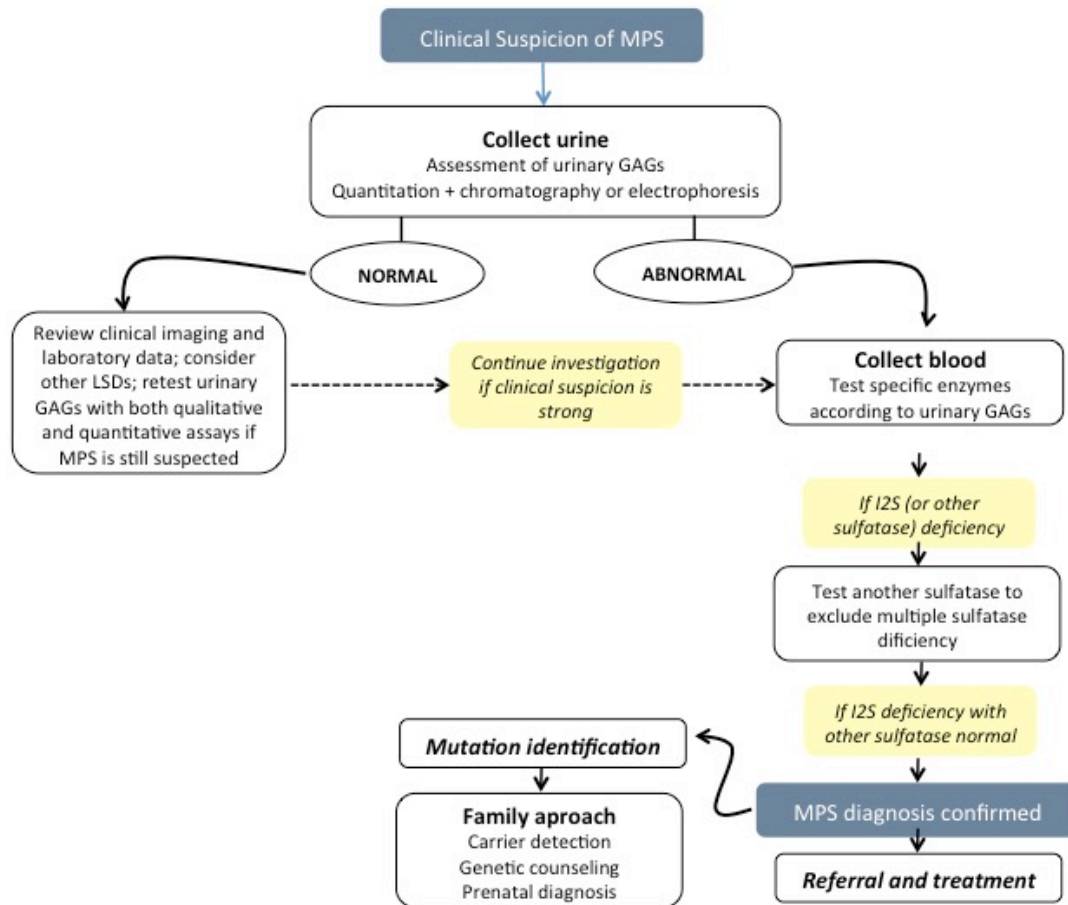 Clinical Suspicion of MPS
Collect urine
Assessment of urinary GAGs
Quantitation + chromatography or electrophoresis
NORMAL
ABNORMAL
Review clinical imaging and
laboratory data; consider
other LSDs; retest urinary
GAGs with both qualitative
and quantitative assays if
MPS is still suspected
Continue investigation
if clinical suspicion is
strong
Collect blood
Test specific enzymes
according to urinary GAGs
If I2S (or other
sulfatase) deficiency
Test another sulfatase to
exclude multiple sulfatase
dificiency
If I2S deficiency with
other sulfatase normal
MPS diagnosis confirmed
Mutation identification
Family aproach
Carrier detection
Genetic counseling
Prenatal diagnosis
Referral and treatment